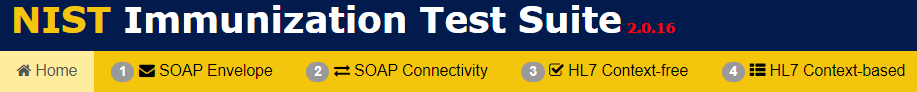 NIST Immunization Test Suite 2.0.16
Home 1 SOAP Envelope 2 SOAP Connectivity 3 HL7 Context-free 4 HL7 Context-based